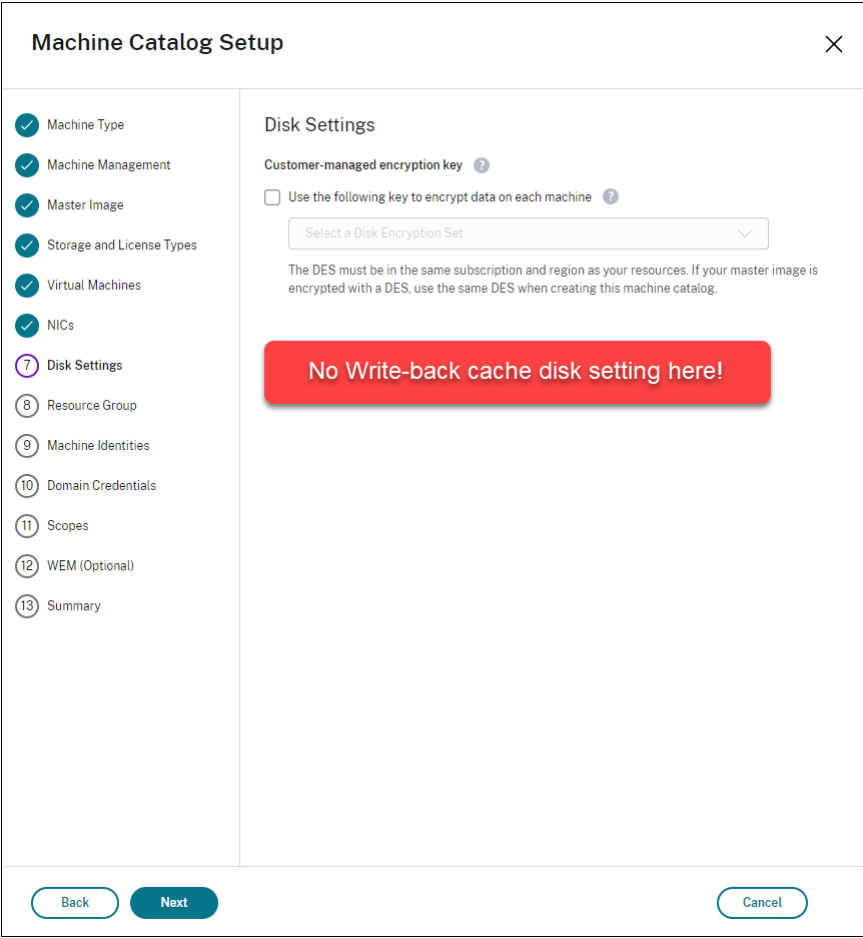 Machine Catalog Setup
Machine Type
Machine Management
Master Image
Storage and License Types
Virtual Machines
NICs
7 Disk Settings
8 Resource Group
9 Machine Identities
10 Domain Credentials
11 Scopes
12 WEM (Optional)
13 Summary
Disk Settings
Customer-managed encryption key ?
Use the following key to encrypt data on each machine ?
Select a Disk Encryption Set
The DES must be in the same subscription and region as your resources. If your master image is
encrypted with a DES, use the same DES when creating this machine catalog.
No Write-back cache disk setting here!
Back
Next
Cancel